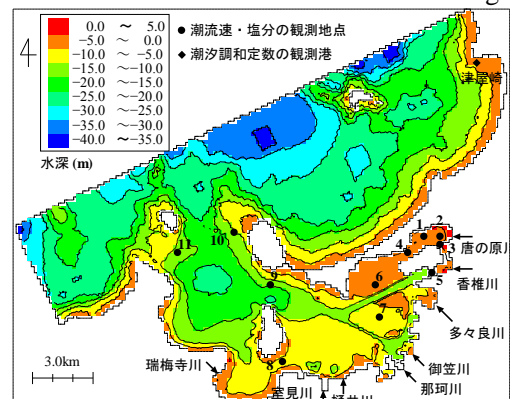 0.0 ～ 5.0
−5.0 ～ 0.0
−10.0 ～−5.0
−15.0 ～−10.0
−20.0 ～−15.0
−25.0 ～−20.0
−30.0 ～−25.0
−35.0 ～−30.0
−40.0 ～−35.0
水深 (m)
● 潮流速・塩分の観測地点
◆ 潮汐調和定数の観測港
津屋崎
1
2
3
4
唐の原川
香椎川
5
6
7
8
9
10
11
多々良川
御笠川
那珂川
樋井川
室見川
瑞梅寺川
3.0km